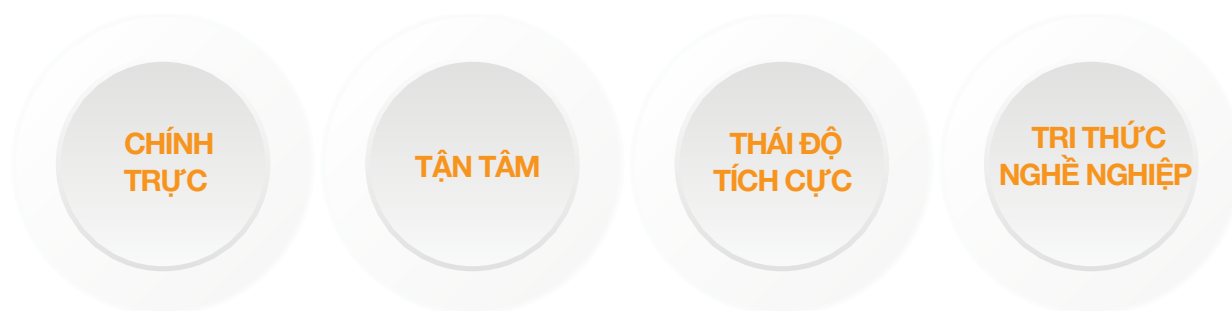 CHÍNH
TRỰC
TẬN TÂM
THÁI ĐỘ
TÍCH CỰC
TRI THỨC
NGHỀ NGHIỆP